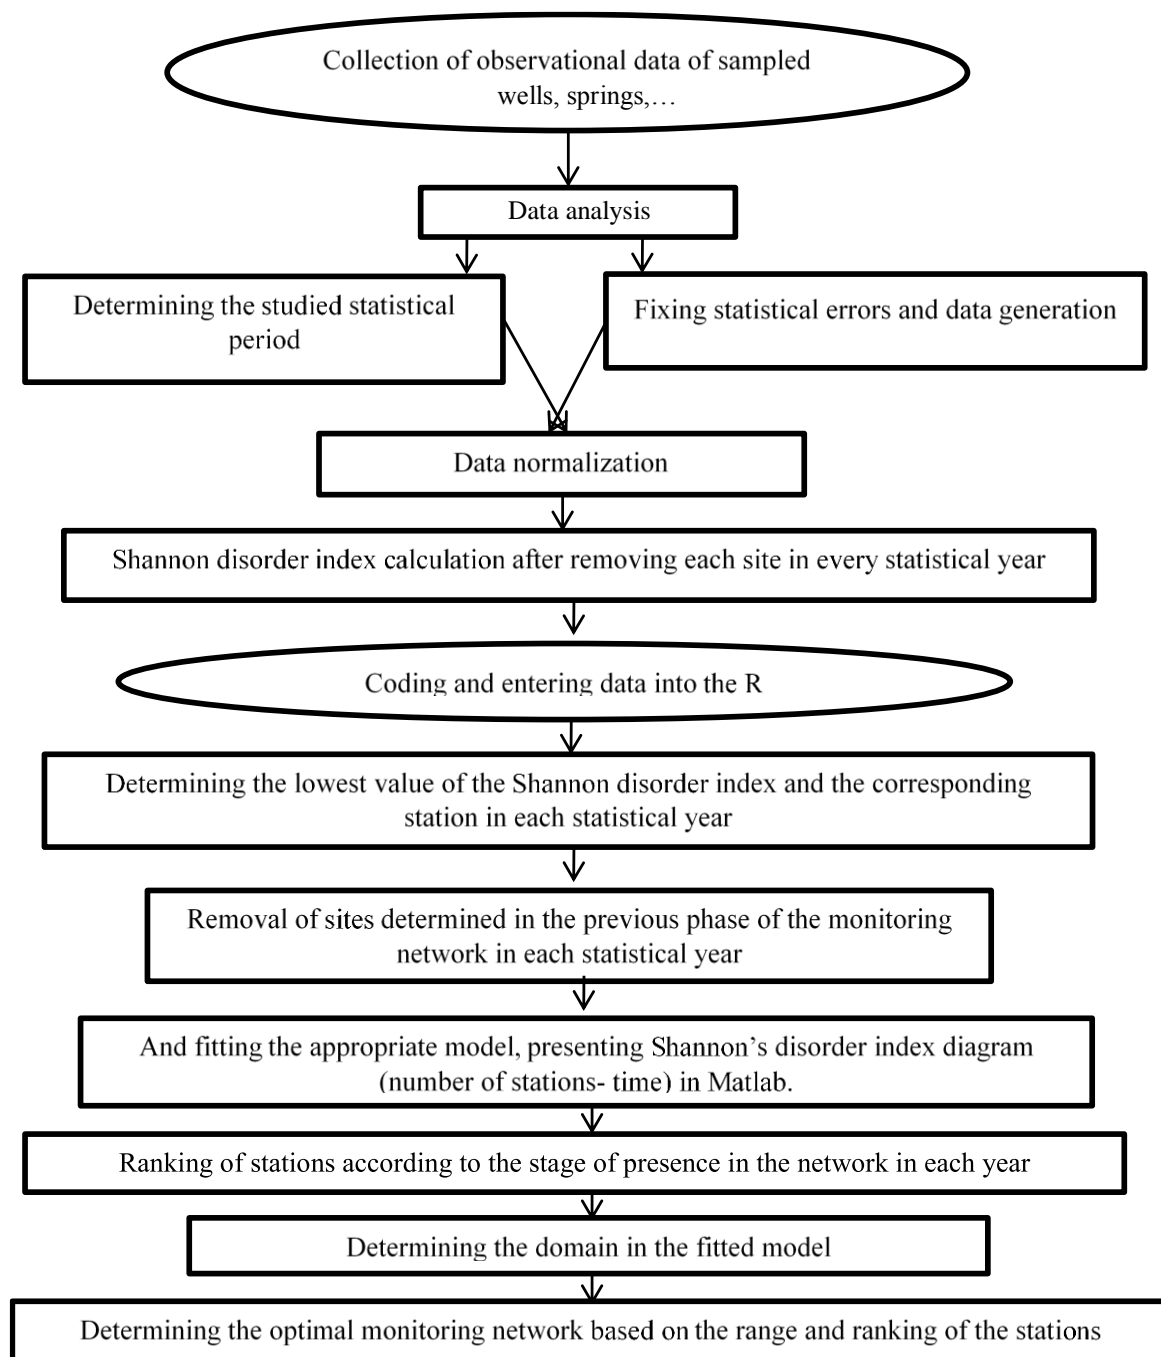 Collection of observational data of sampled
wells, springs,…
Data analysis
Determining the studied statistical
period
Fixing statistical errors and data generation
Data normalization
Shannon disorder index calculation after removing each site in every statistical year
Coding and entering data into the R
Determining the lowest value of the Shannon disorder index and the corresponding
station in each statistical year
Removal of sites determined in the previous phase of the monitoring
network in each statistical year
And fitting the appropriate model, presenting Shannon’s disorder index diagram
(number of stations- time) in Matlab.
Ranking of stations according to the stage of presence in the network in each year
Determining the domain in the fitted model
Determining the optimal monitoring network based on the range and ranking of the stations